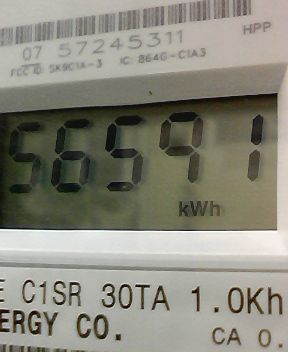 HPP
07 57245311
FCC ID: SK9C1A-3 IC: 864G-C1A3
56591
kWh
E C1SR 30TA 1.0Kh
ERGY CO. CA 0.